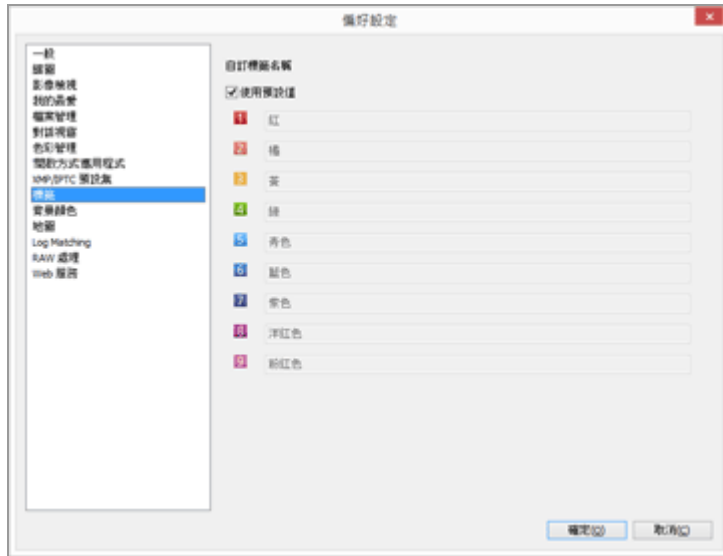 偏好設定
一般
縮圖
影像檢視
我的最愛
檔案管理
對話視窗
色彩管理
開啟方式應用程式
XMP/IPTC 預設集
標籤
背景顏色
地圖
Log Matching
RAW 處理
Web 服務
自訂標籤名稱
使用預設值
1 紅
2 橘
3 茶
4 綠
5 青色
6 藍色
7 紫色
8 洋紅色
9 粉紅色
確定(O)
取消(C)